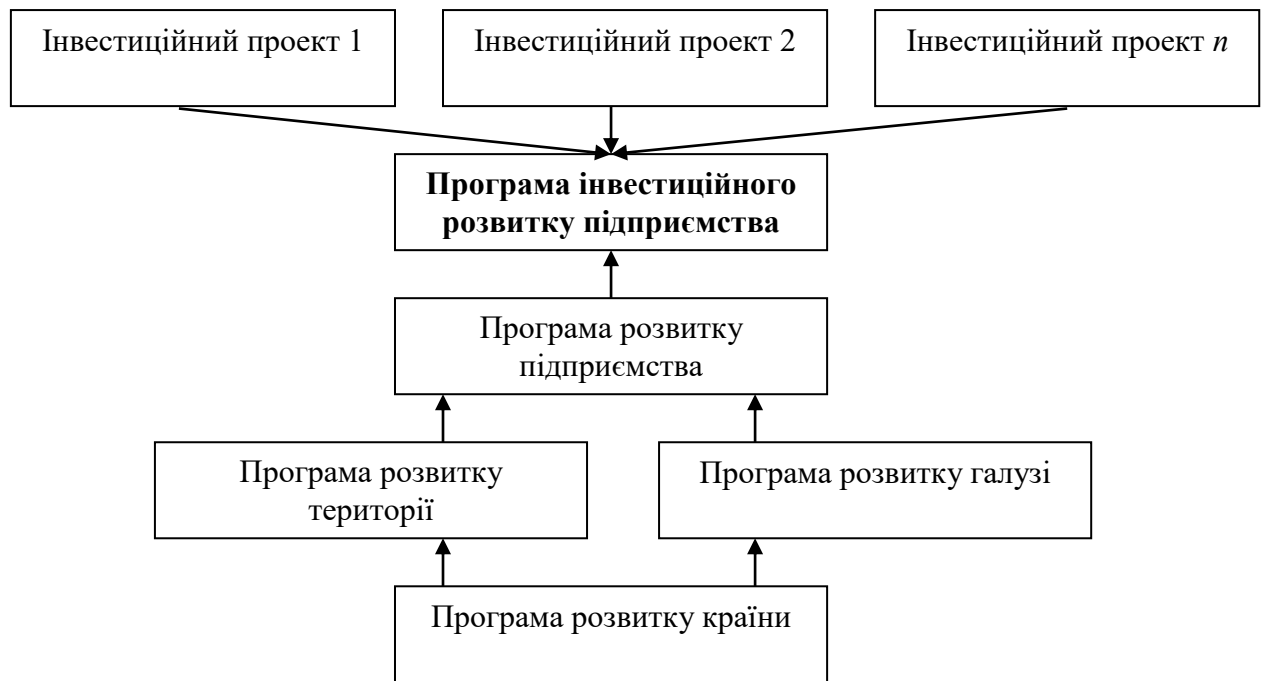 Інвестиційний проект 1
Інвестиційний проект 2
Інвестиційний проект n
Програма інвестиційного
розвитку підприємства
Програма розвитку
підприємства
Програма розвитку
території
Програма розвитку галузі
Програма розвитку країни